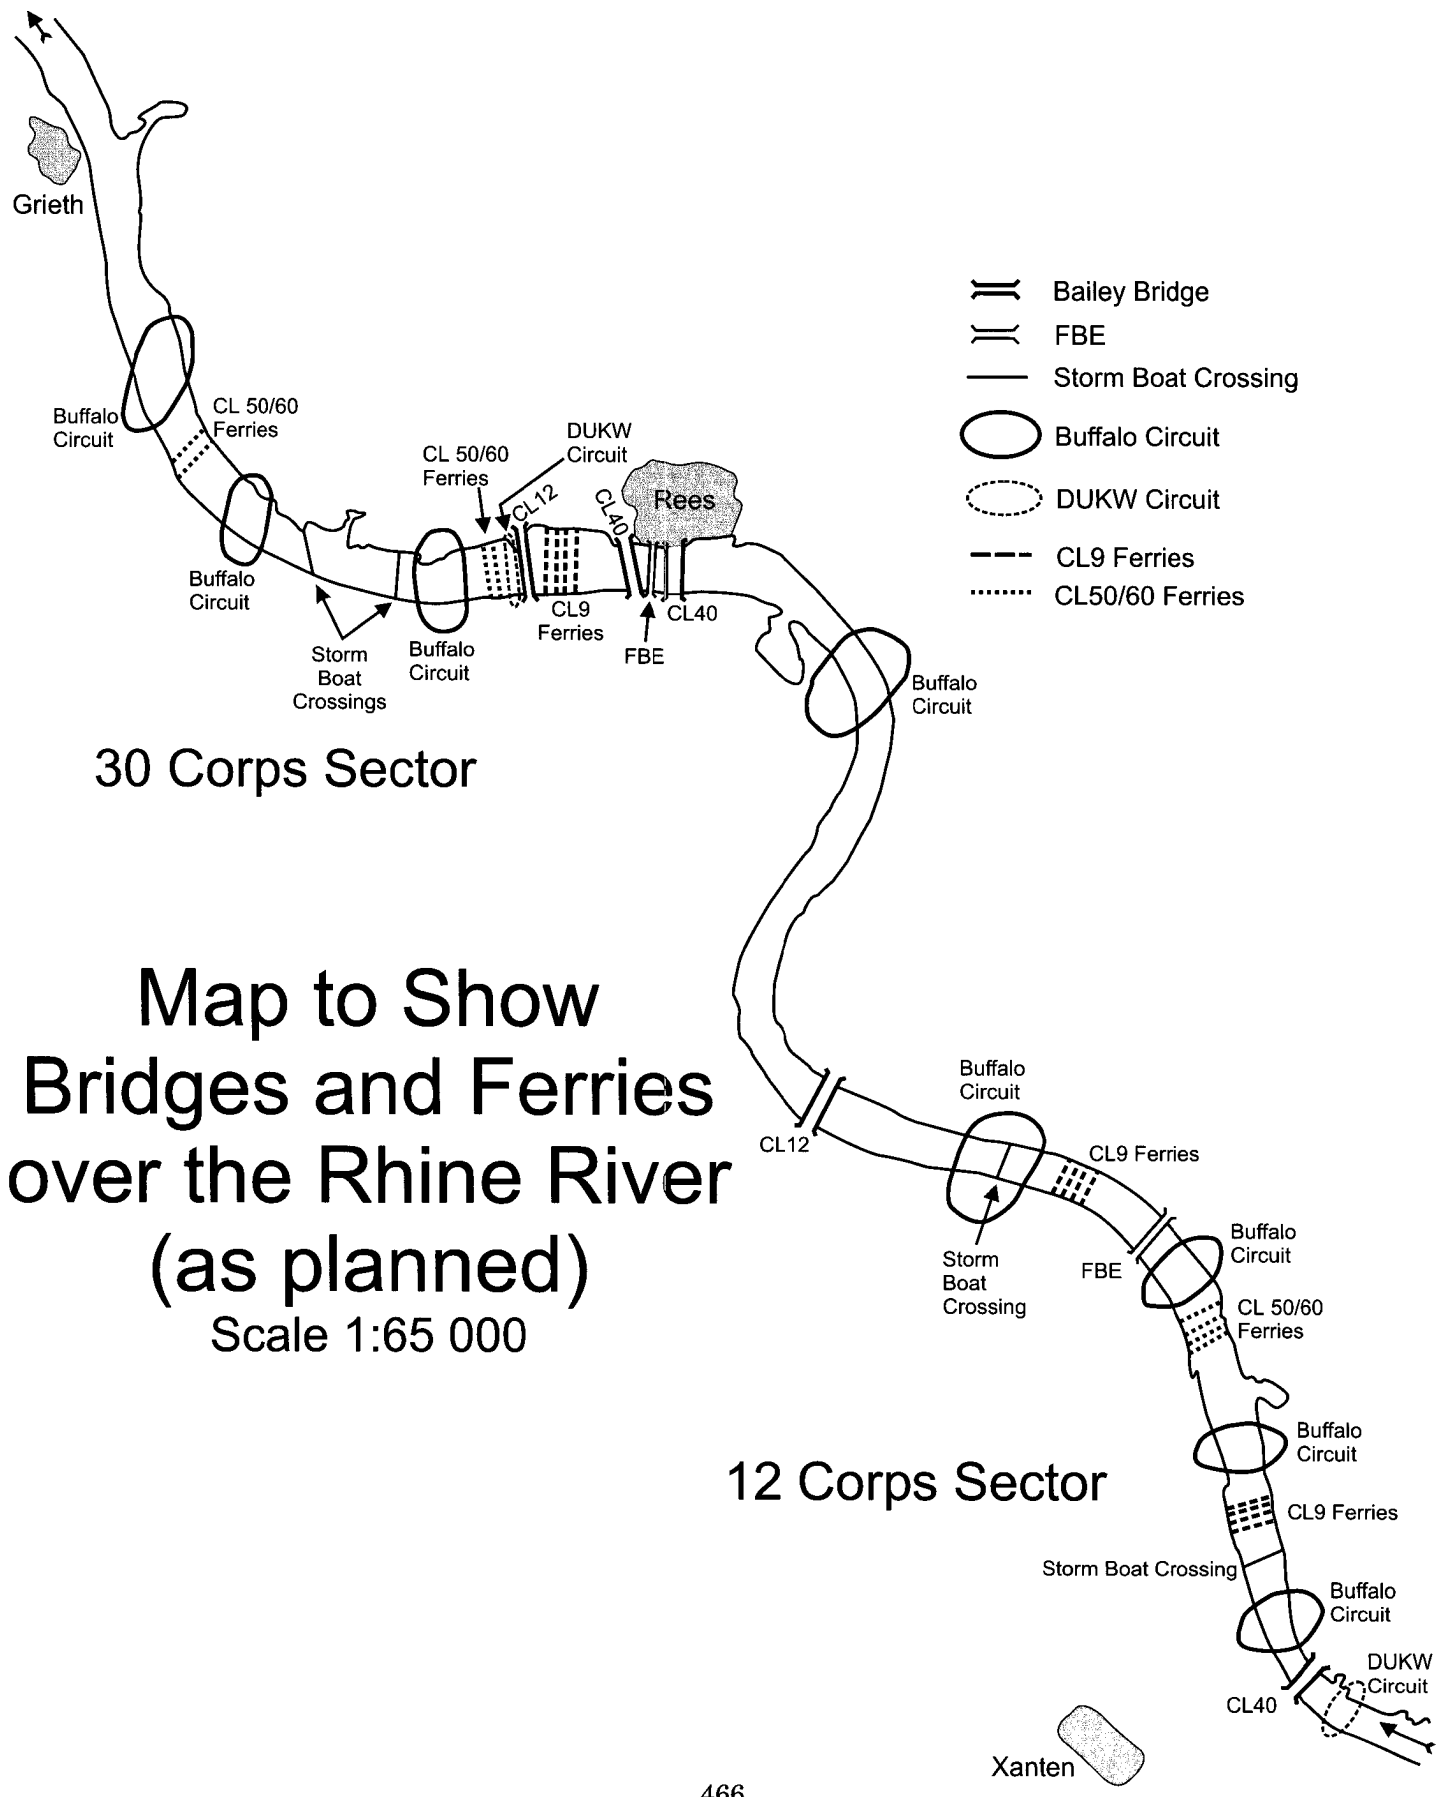 Grieth
Bailey Bridge
FBE
Storm Boat Crossing
Buffalo Circuit
DUKW Circuit
CL9 Ferries
CL50/60 Ferries
Buffalo
Circuit
CL 50/60
Ferries
Buffalo
Circuit
Storm
Boat
Crossings
Buffalo
Circuit
CL 50/60
Ferries
DUKW
Circuit
CL12
CL9
Ferries
CL40
Rees
FBE
CL40
Buffalo
Circuit
30 Corps Sector
Map to Show
Bridges and Ferries
over the Rhine River
(as planned)
Scale 1:65 000
CL12
Buffalo
Circuit
Storm
Boat
Crossing
CL9 Ferries
FBE
Buffalo
Circuit
CL 50/60
Ferries
12 Corps Sector
Buffalo
Circuit
CL9 Ferries
Storm Boat Crossing
Buffalo
Circuit
CL40
DUKW
Circuit
Xanten
466